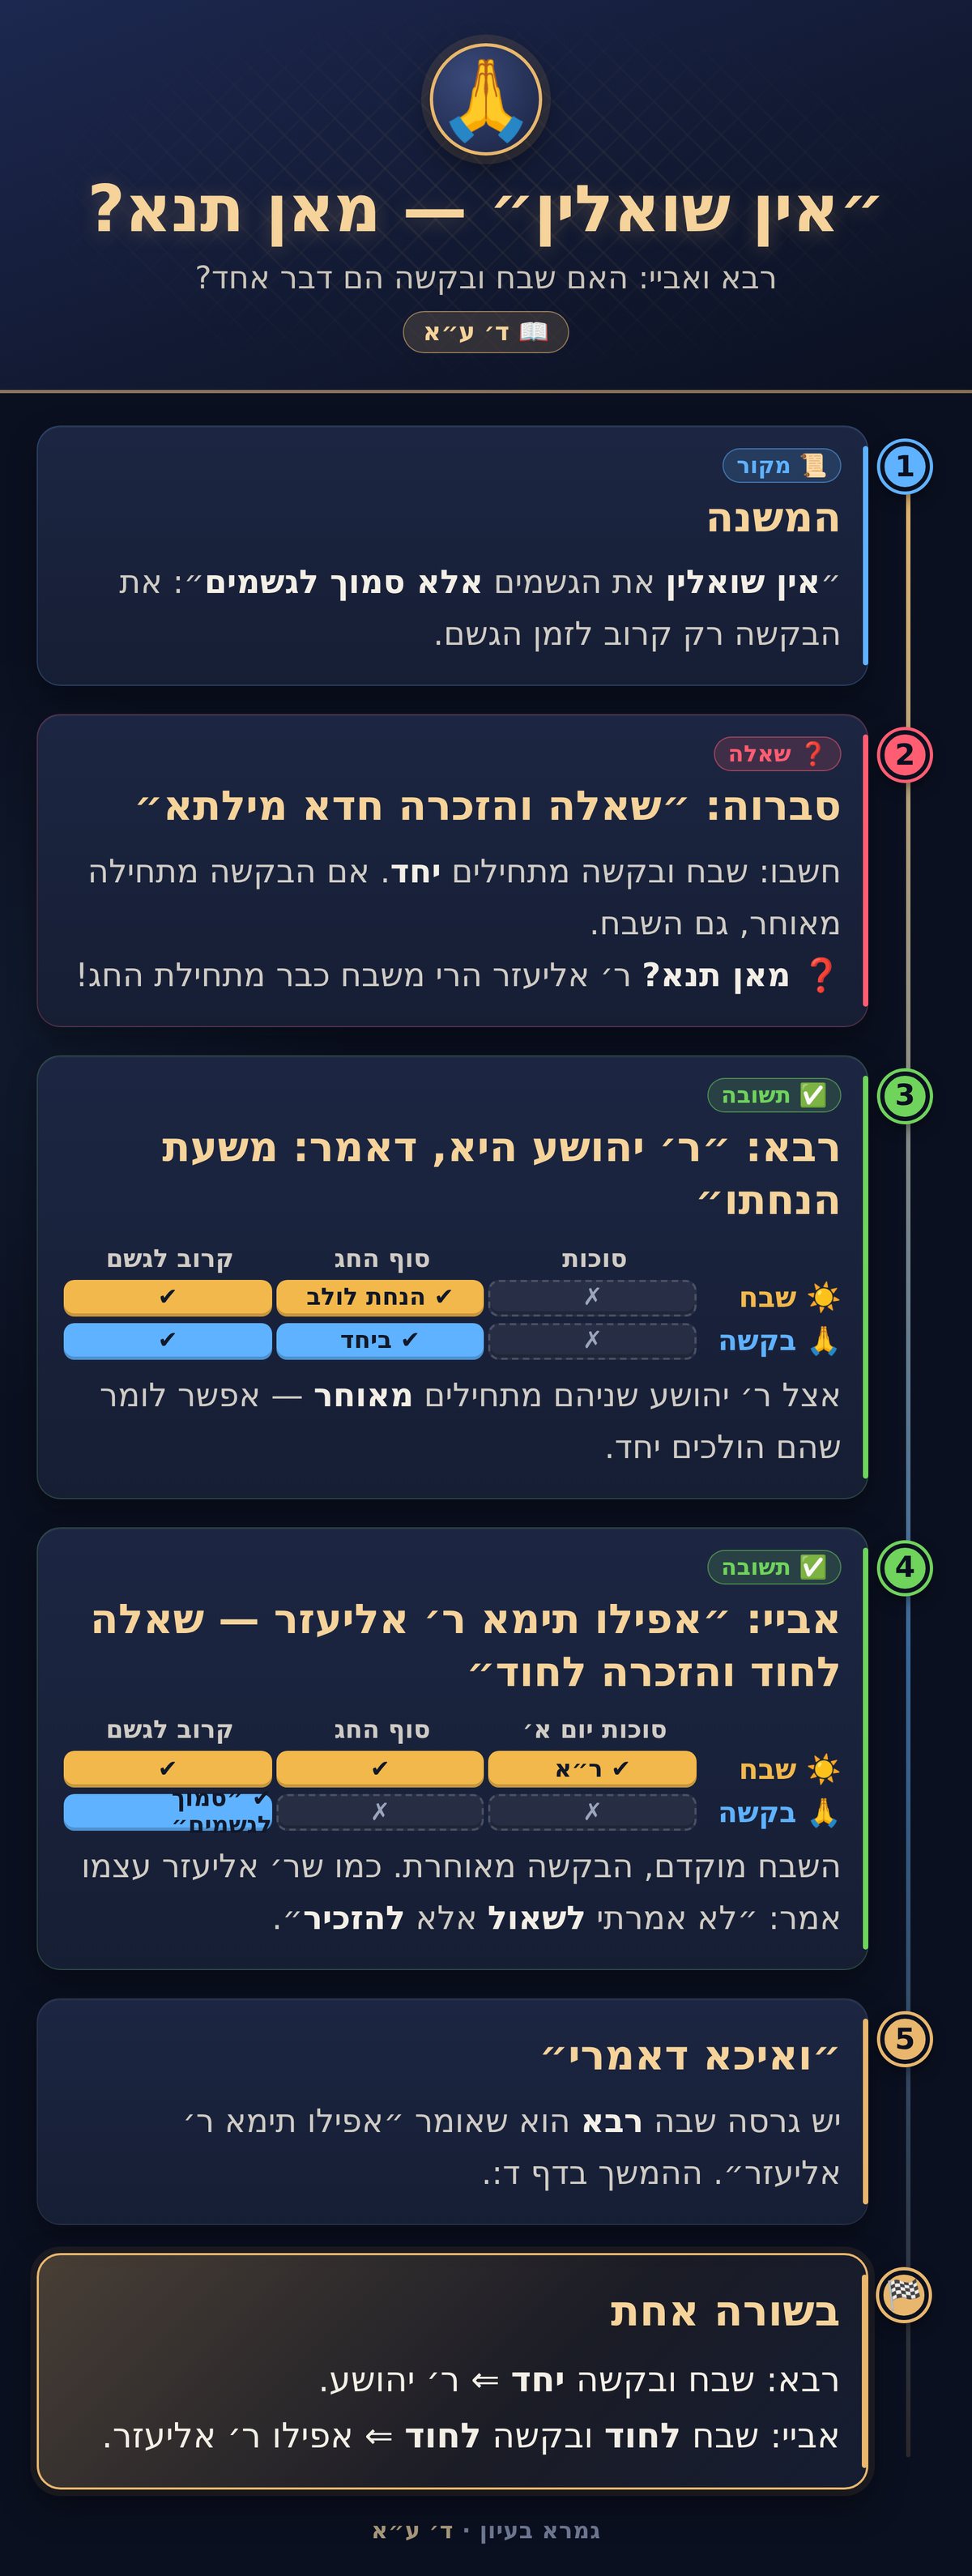 ״אין שואלין״ — מאן תנא?
רבא ואביי: האם שבח ובקשה הם דבר אחד?
📖 ד׳ ע״א
1
📜 מקור
המשנה
״אין שואלין את הגשמים אלא סמוך לגשמים״: את
הבקשה רק קרוב לזמן הגשם.
2
❓ שאלה
סברוה: ״שאלה והזכרה חדא מילתא״
חשבו: שבח ובקשה מתחילים יחד. אם הבקשה מתחילה
מאוחר, גם השבח.
❓ מאן תנא? ר׳ אליעזר הרי משבח כבר מתחילת החג!
3
✅ תשובה
רבא: ״ר׳ יהושע היא, דאמר: משעת
הנחתו״
סוכות סוף החג קרוב לגשם
☀️ שבח ✗ ✔ הנחת לולב ✔
🙏 בקשה ✗ ✔ ביחד ✔
אצל ר׳ יהושע שניהם מתחילים מאוחר — אפשר לומר
שהם הולכים יחד.
4
✅ תשובה
אביי: ״אפילו תימא ר׳ אליעזר — שאלה
לחוד והזכרה לחוד״
סוכות יום א׳ סוף החג קרוב לגשם
☀️ שבח ✔ ר״א ✔ ✔
🙏 בקשה ✗ ✗ ✔ ״סמוך
לגשמים״
השבח מוקדם, הבקשה מאוחרת. כמו שר׳ אליעזר עצמו
אמר: ״לא אמרתי לשאול אלא להזכיר״.
5
״ואיכא דאמרי״
יש גרסה שבה רבא הוא שאומר ״אפילו תימא ר׳
אליעזר״. ההמשך בדף ד:.
בשורה אחת
רבא: שבח ובקשה יחד ⇐ ר׳ יהושע.
אביי: שבח לחוד ובקשה לחוד ⇐ אפילו ר׳ אליעזר.
גמרא בעיון · ד׳ ע״א